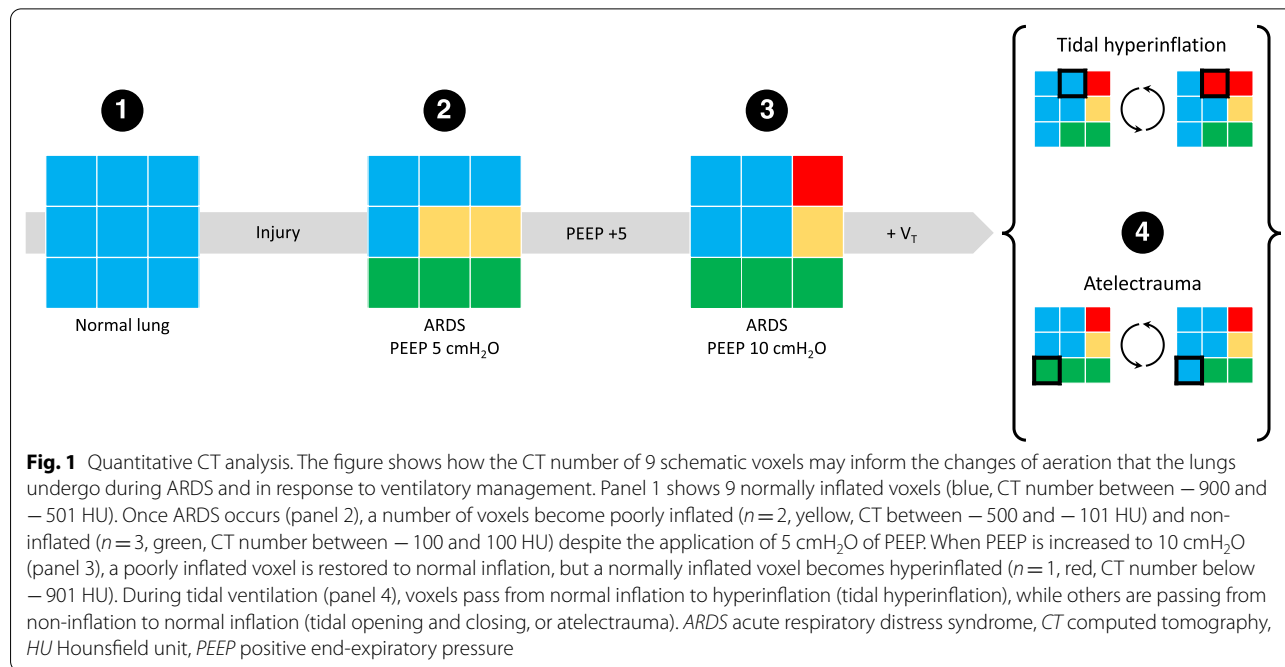 1
2
3
Tidal hyperinflation
Injury
PEEP +5
+ V_T
4
Atelectrauma
Normal lung
ARDS
PEEP 5 cmH₂O
ARDS
PEEP 10 cmH₂O
Fig. 1 Quantitative CT analysis. The figure shows how the CT number of 9 schematic voxels may inform the changes of aeration that the lungs
undergo during ARDS and in response to ventilatory management. Panel 1 shows 9 normally inflated voxels (blue, CT number between − 900 and
− 501 HU). Once ARDS occurs (panel 2), a number of voxels become poorly inflated (n = 2, yellow, CT between − 500 and − 101 HU) and non-
inflated (n = 3, green, CT number between − 100 and 100 HU) despite the application of 5 cmH₂O of PEEP. When PEEP is increased to 10 cmH₂O
(panel 3), a poorly inflated voxel is restored to normal inflation, but a normally inflated voxel becomes hyperinflated (n = 1, red, CT number below
− 901 HU). During tidal ventilation (panel 4), voxels pass from normal inflation to hyperinflation (tidal hyperinflation), while others are passing from
non-inflation to normal inflation (tidal opening and closing, or atelectrauma). ARDS acute respiratory distress syndrome, CT computed tomography,
HU Hounsfield unit, PEEP positive end-expiratory pressure